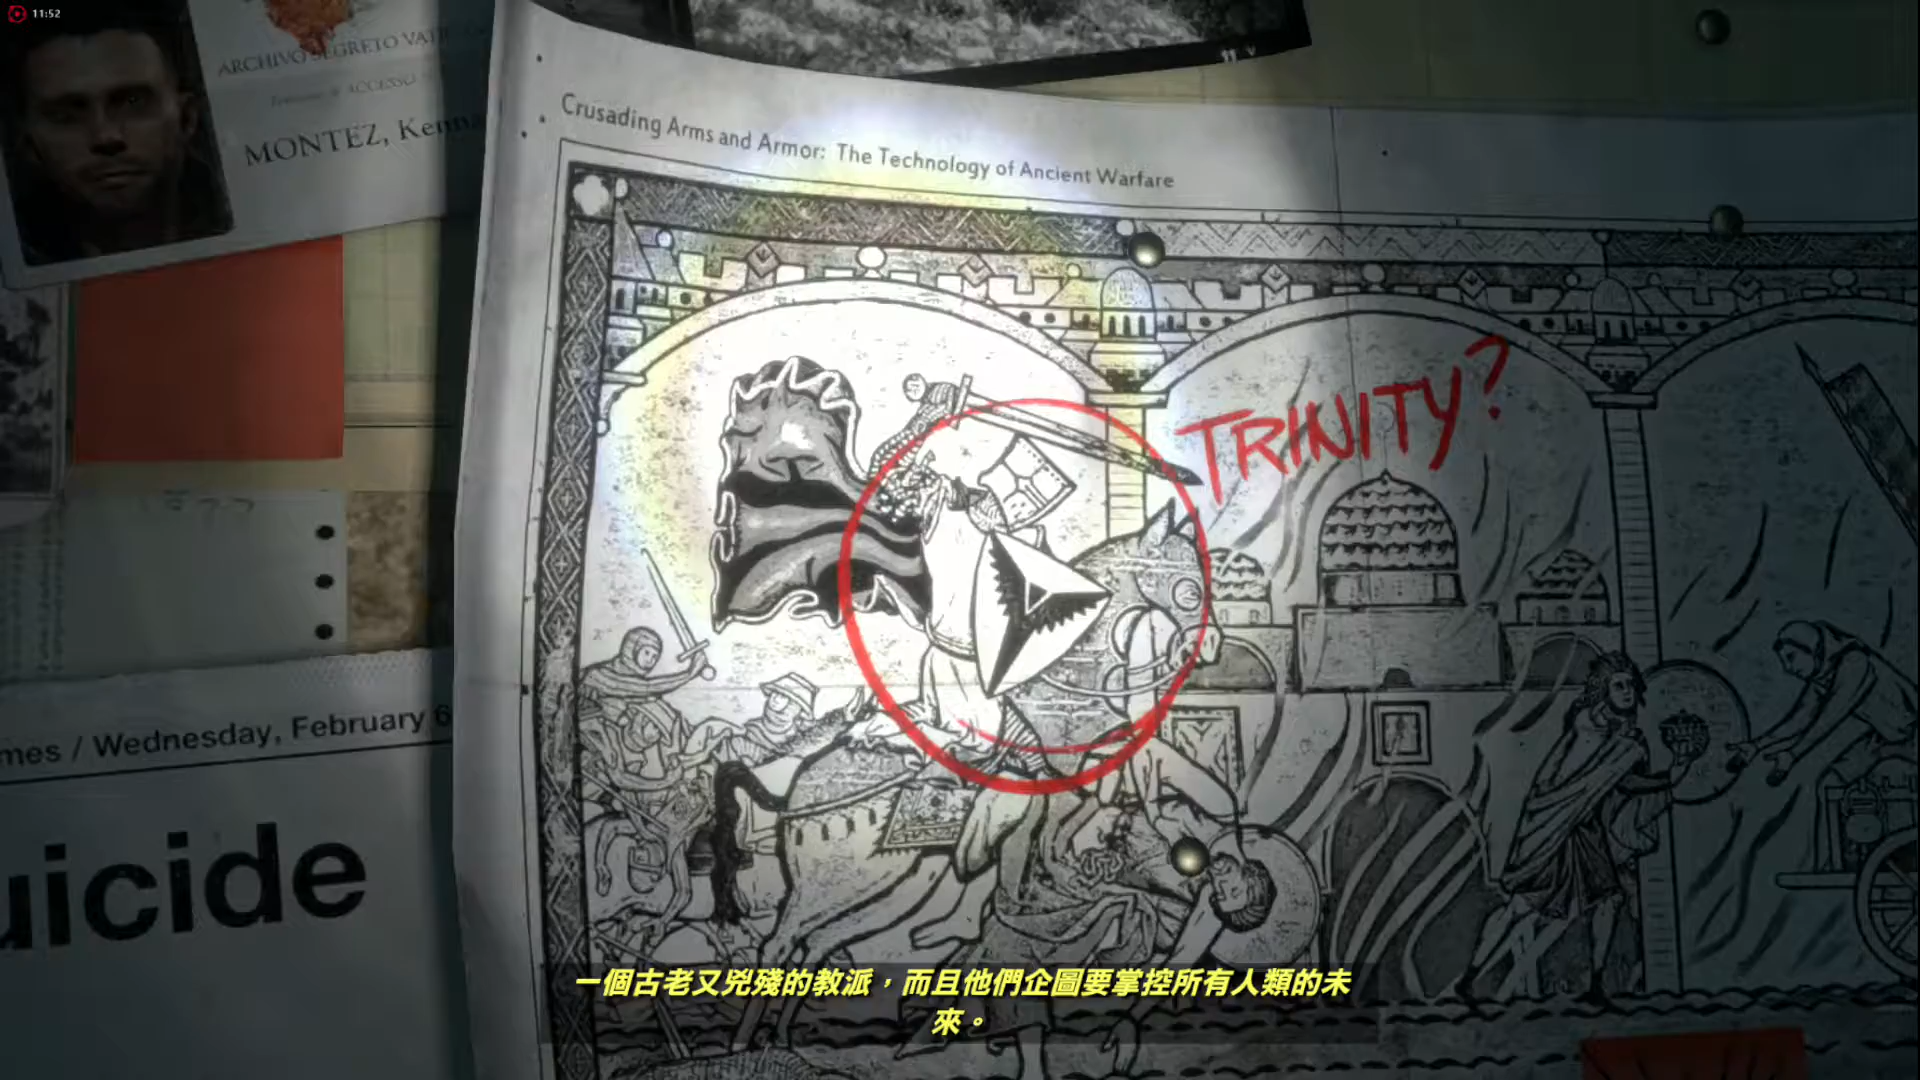 11:52
ARCHIVO SEGRETO
ACCESSO
MONTEZ,
Crusading Arms and Armor: The Technology of Ancient Warfare
TRINITY?
mes / Wednesday, February 6
uicide
一個古老又兇殘的教派，而且他們企圖要掌控所有人類的未
來。